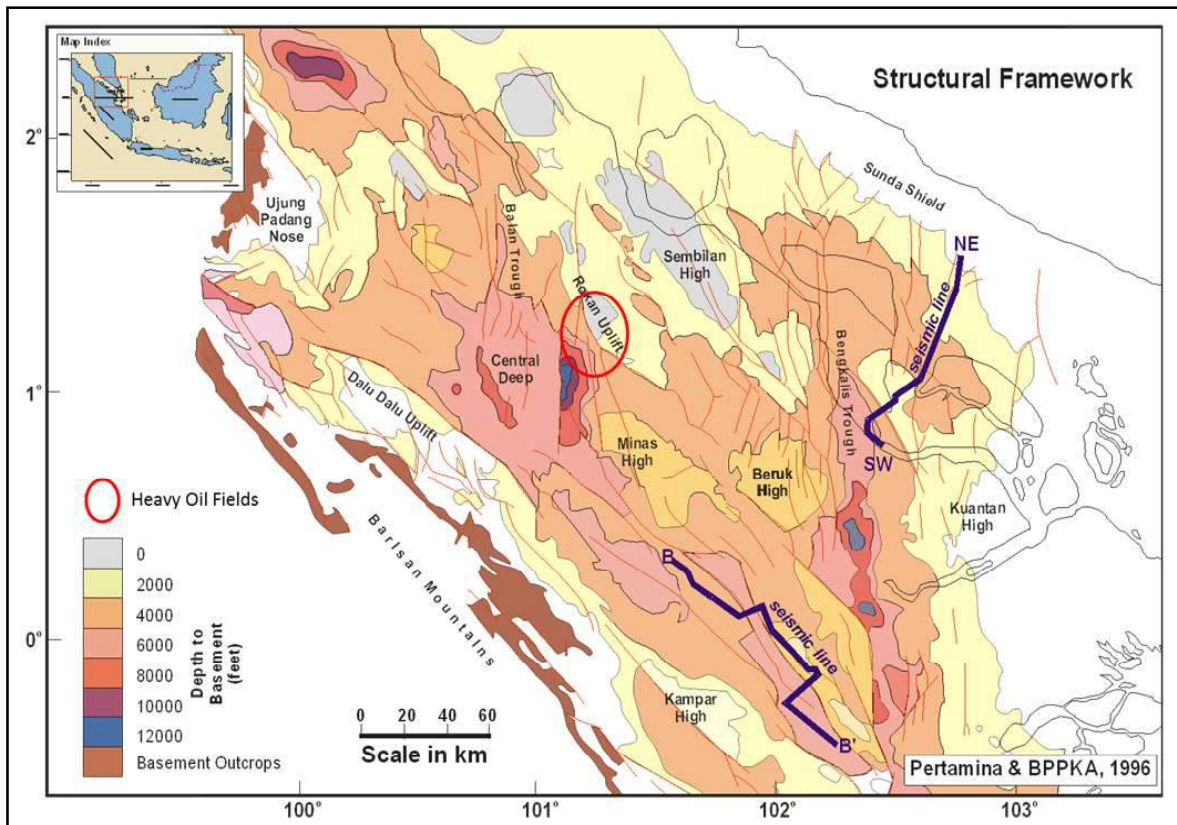 Map Index
Structural Framework
2°
1°
0°
100°
101°
102°
103°
Ujung
Padang
Nose
Balan Trough
Sembilan
High
Sunda Shield
NE
seismic line
SW
Rokan Uplift
Central
Deep
Dalu Dalu Uplift
Minas
High
Beruk
High
Bengkalis Trough
Kuantan
High
Barisan Mountains
B
seismic line
B'
Kampar
High
Heavy Oil Fields
0
2000
4000
6000
8000
10000
12000
Depth to
Basement
(feet)
Basement Outcrops
0 20 40 60
Scale in km
Pertamina & BPPKA, 1996